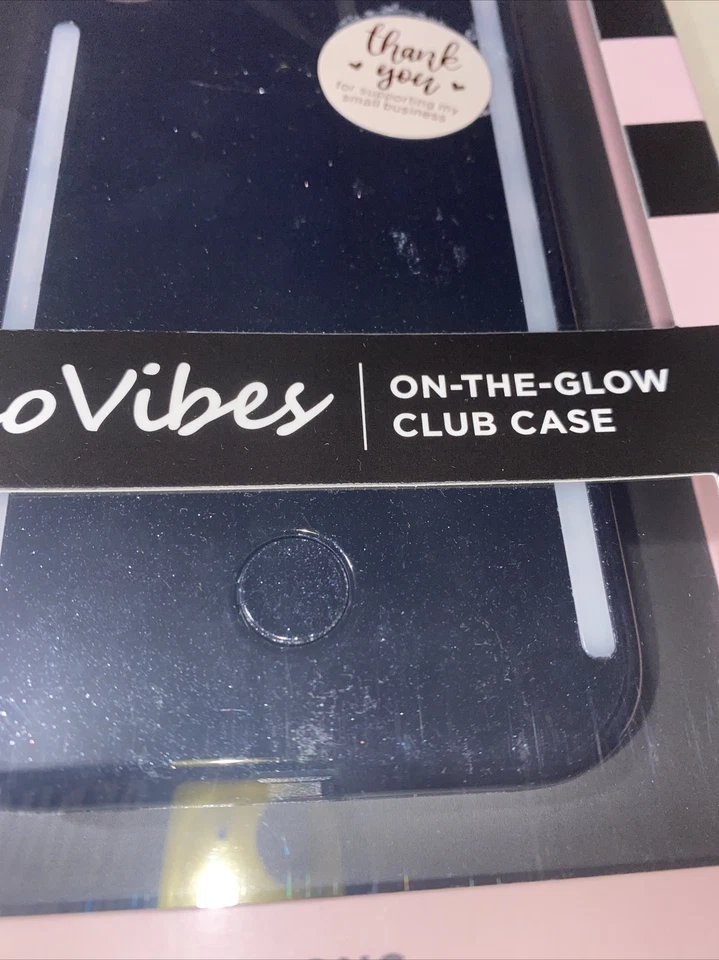 thank
you
for supporting my
small business
oVibes
ON-THE-GLOW
CLUB CASE